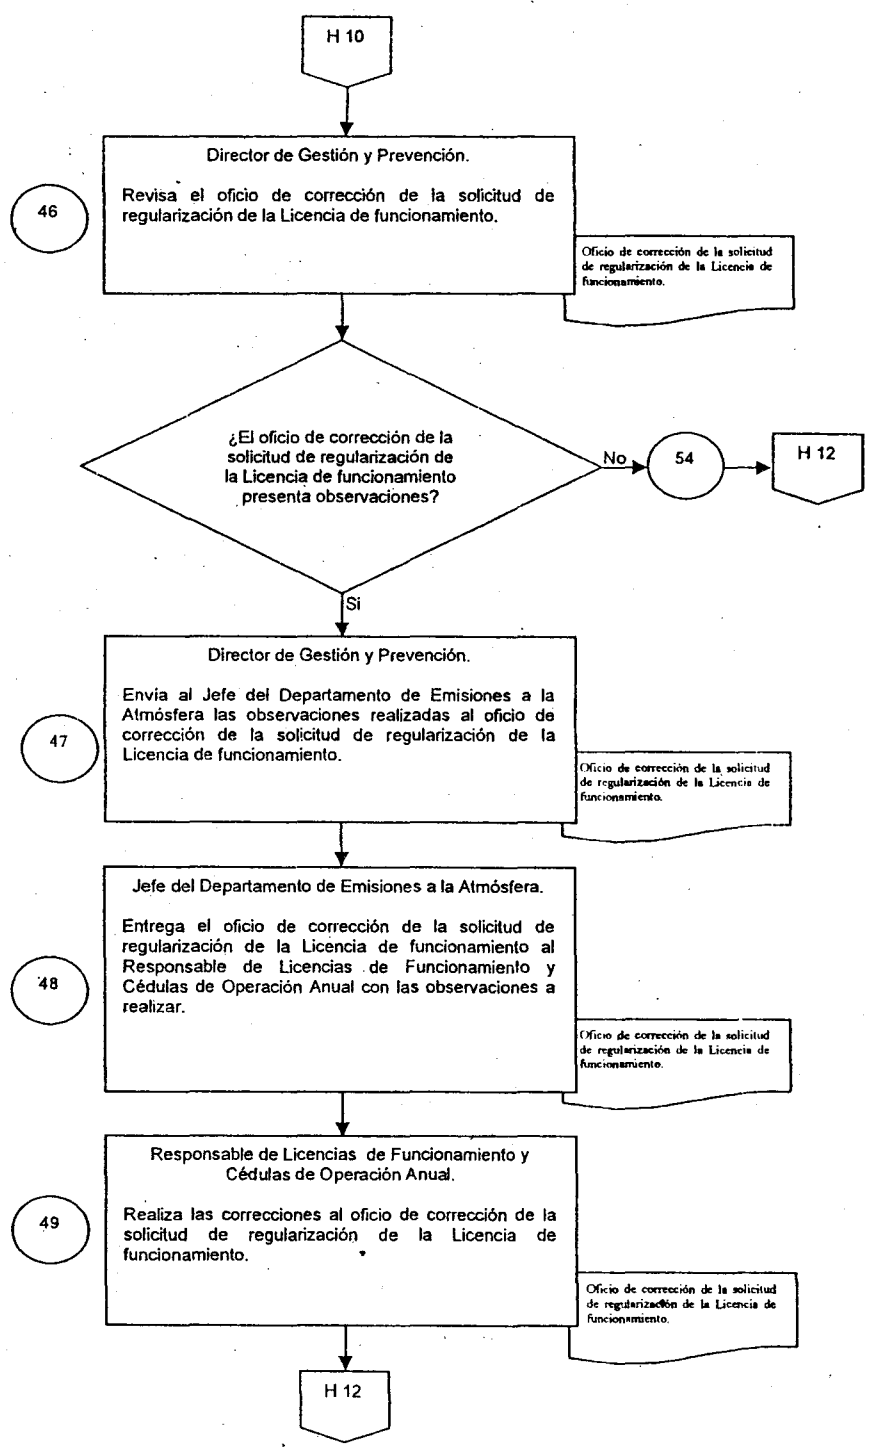 H 10
Director de Gestión y Prevención.
46
Revisa el oficio de corrección de la solicitud de
regularización de la Licencia de funcionamiento.
Oficio de corrección de la solicitud
de regularización de la Licencia de
funcionamiento.
¿El oficio de corrección de la
solicitud de regularización de
la Licencia de funcionamiento
presenta observaciones?
No
54
H 12
Si
Director de Gestión y Prevención.
47
Envía al Jefe del Departamento de Emisiones a la
Atmósfera las observaciones realizadas al oficio de
corrección de la solicitud de regularización de la
Licencia de funcionamiento.
Oficio de corrección de la solicitud
de regularización de la Licencia de
funcionamiento.
Jefe del Departamento de Emisiones a la Atmósfera.
48
Entrega el oficio de corrección de la solicitud de
regularización de la Licencia de funcionamiento al
Responsable de Licencias de Funcionamiento y
Cédulas de Operación Anual con las observaciones a
realizar.
Oficio de corrección de la solicitud
de regularización de la Licencia de
funcionamiento.
Responsable de Licencias de Funcionamiento y
Cédulas de Operación Anual.
49
Realiza las correcciones al oficio de corrección de la
solicitud de regularización de la Licencia de
funcionamiento.
Oficio de corrección de la solicitud
de regularización de la Licencia de
funcionamiento.
H 12